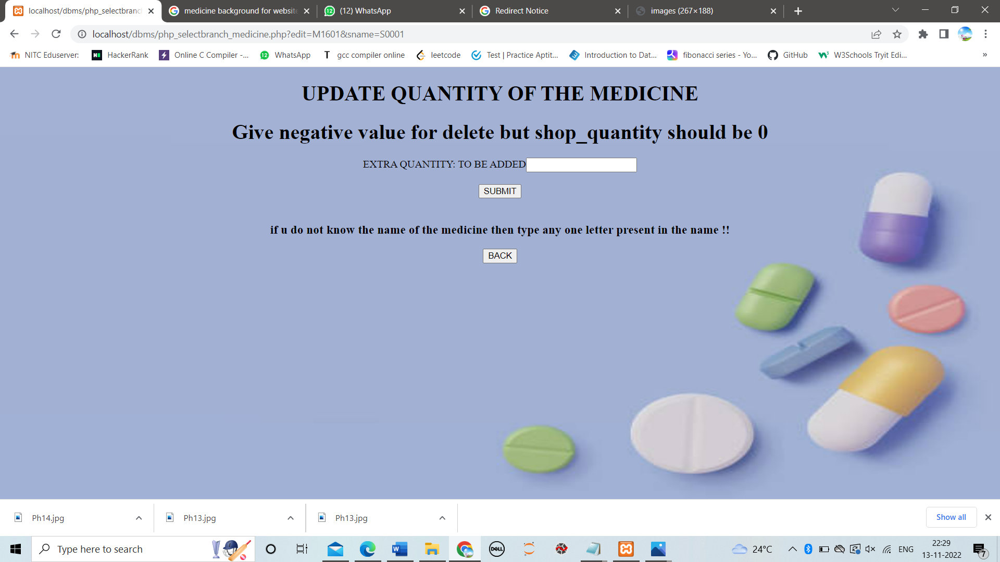 localhost/dbms/php_selectbranc
medicine background for website
(12) WhatsApp
Redirect Notice
images (267×188)
localhost/dbms/php_selectbranch_medicine.php?edit=M1601&sname=S0001
NITC Eduserver:
HackerRank
Online C Compiler -...
WhatsApp
gcc compiler online
leetcode
Test | Practice Aptit...
Introduction to Dat...
fibonacci series - Yo...
GitHub
W3Schools Tryit Edi...
»
UPDATE QUANTITY OF THE MEDICINE
Give negative value for delete but shop_quantity should be 0
EXTRA QUANTITY: TO BE ADDED
SUBMIT
if u do not know the name of the medicine then type any one letter present in the name !!
BACK
Ph14.jpg
Ph13.jpg
Ph13.jpg
Show all
Type here to search
DELL
24°C
ENG
22:29
13-11-2022
7